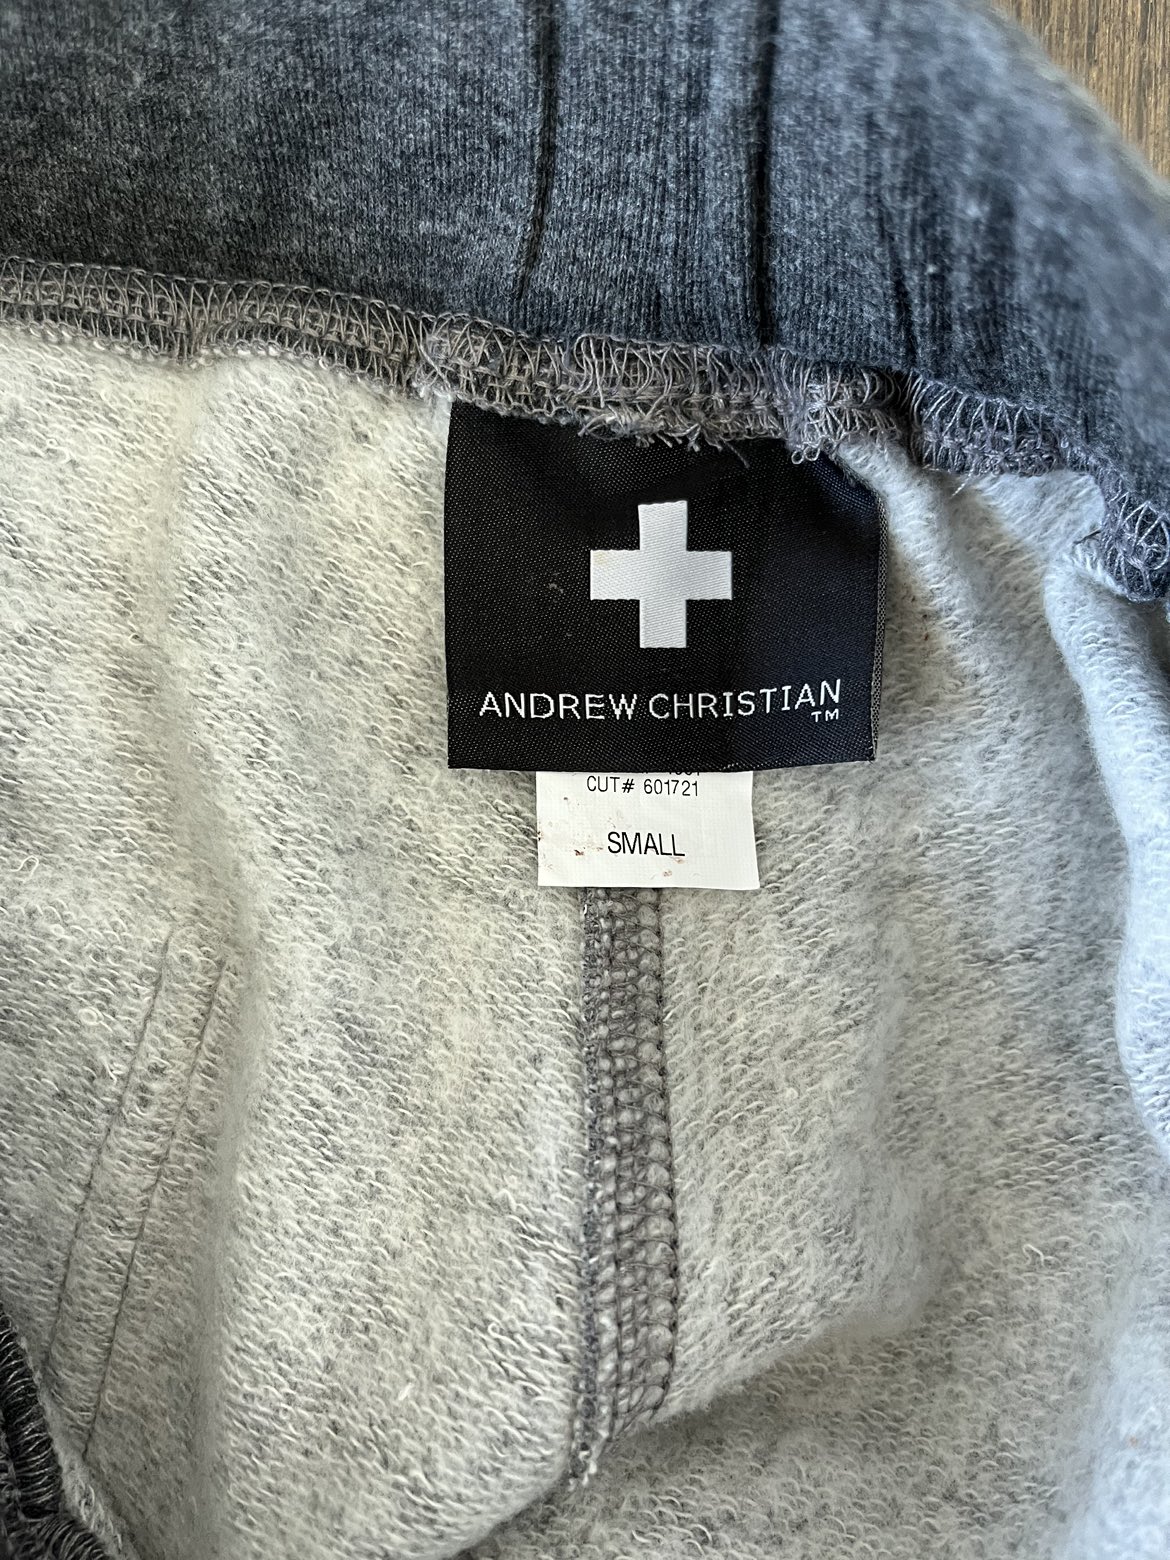 ANDREW CHRISTIAN
TM
CUT# 601721
SMALL